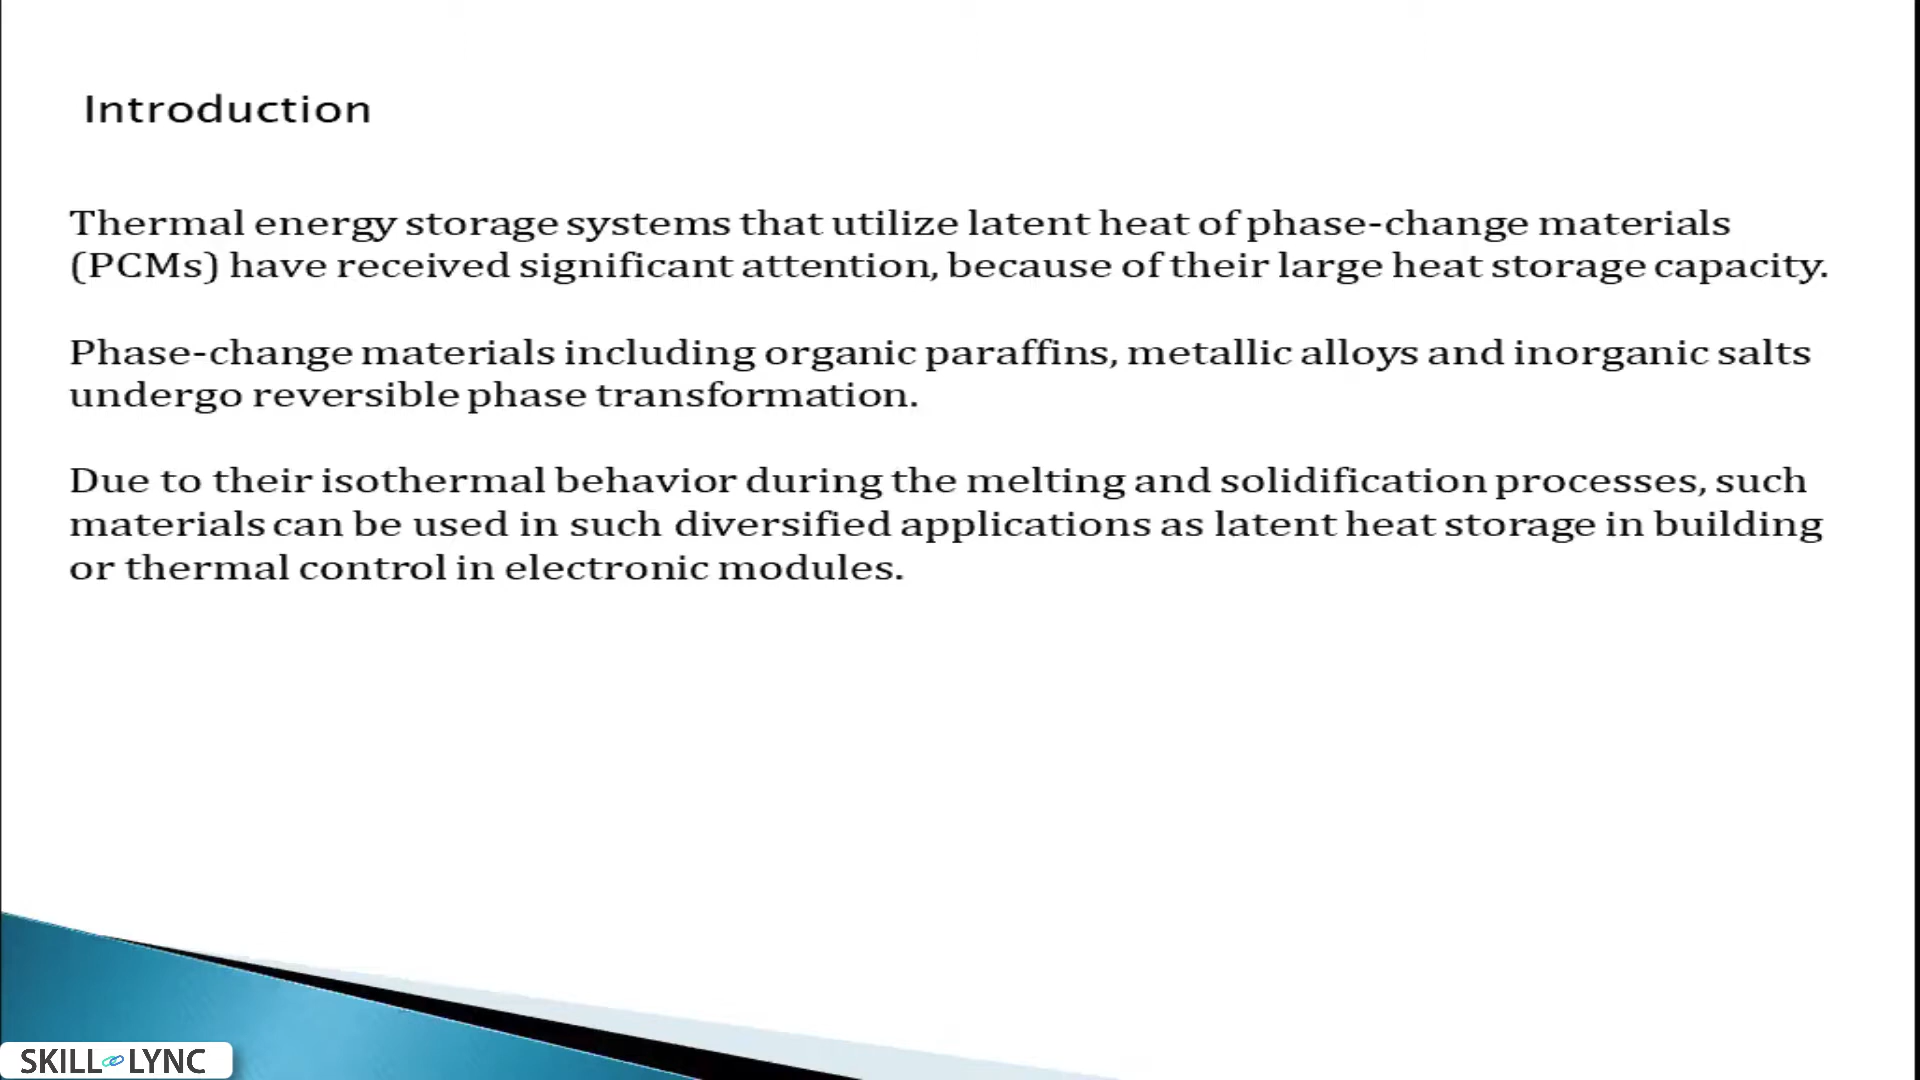 Introduction
Thermal energy storage systems that utilize latent heat of phase-change materials
(PCMs) have received significant attention, because of their large heat storage capacity.
Phase-change materials including organic paraffins, metallic alloys and inorganic salts
undergo reversible phase transformation.
Due to their isothermal behavior during the melting and solidification processes, such
materials can be used in such diversified applications as latent heat storage in building
or thermal control in electronic modules.
SKILL LYNC